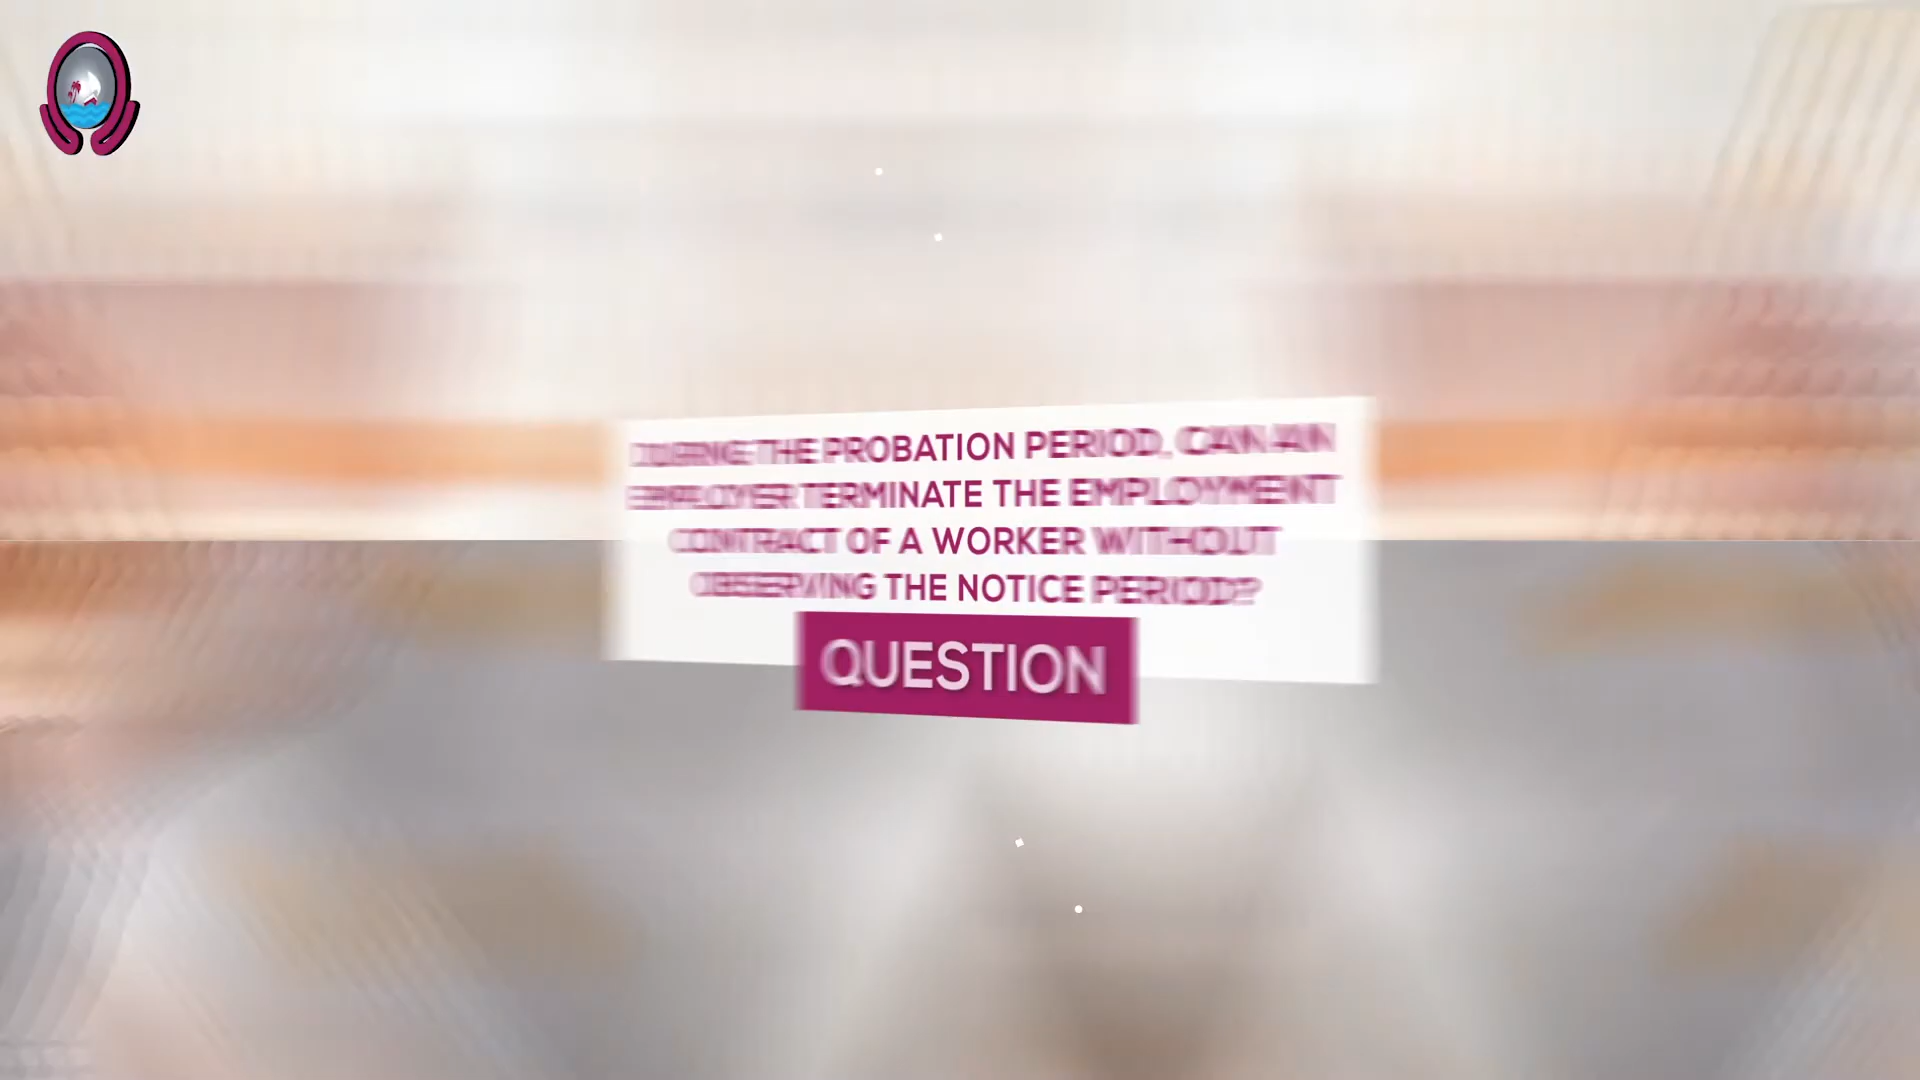 DURING THE PROBATION PERIOD, CAN AN
EMPLOYER TERMINATE THE EMPLOYMENT
CONTRACT OF A WORKER WITHOUT
OBSERVING THE NOTICE PERIOD?
QUESTION